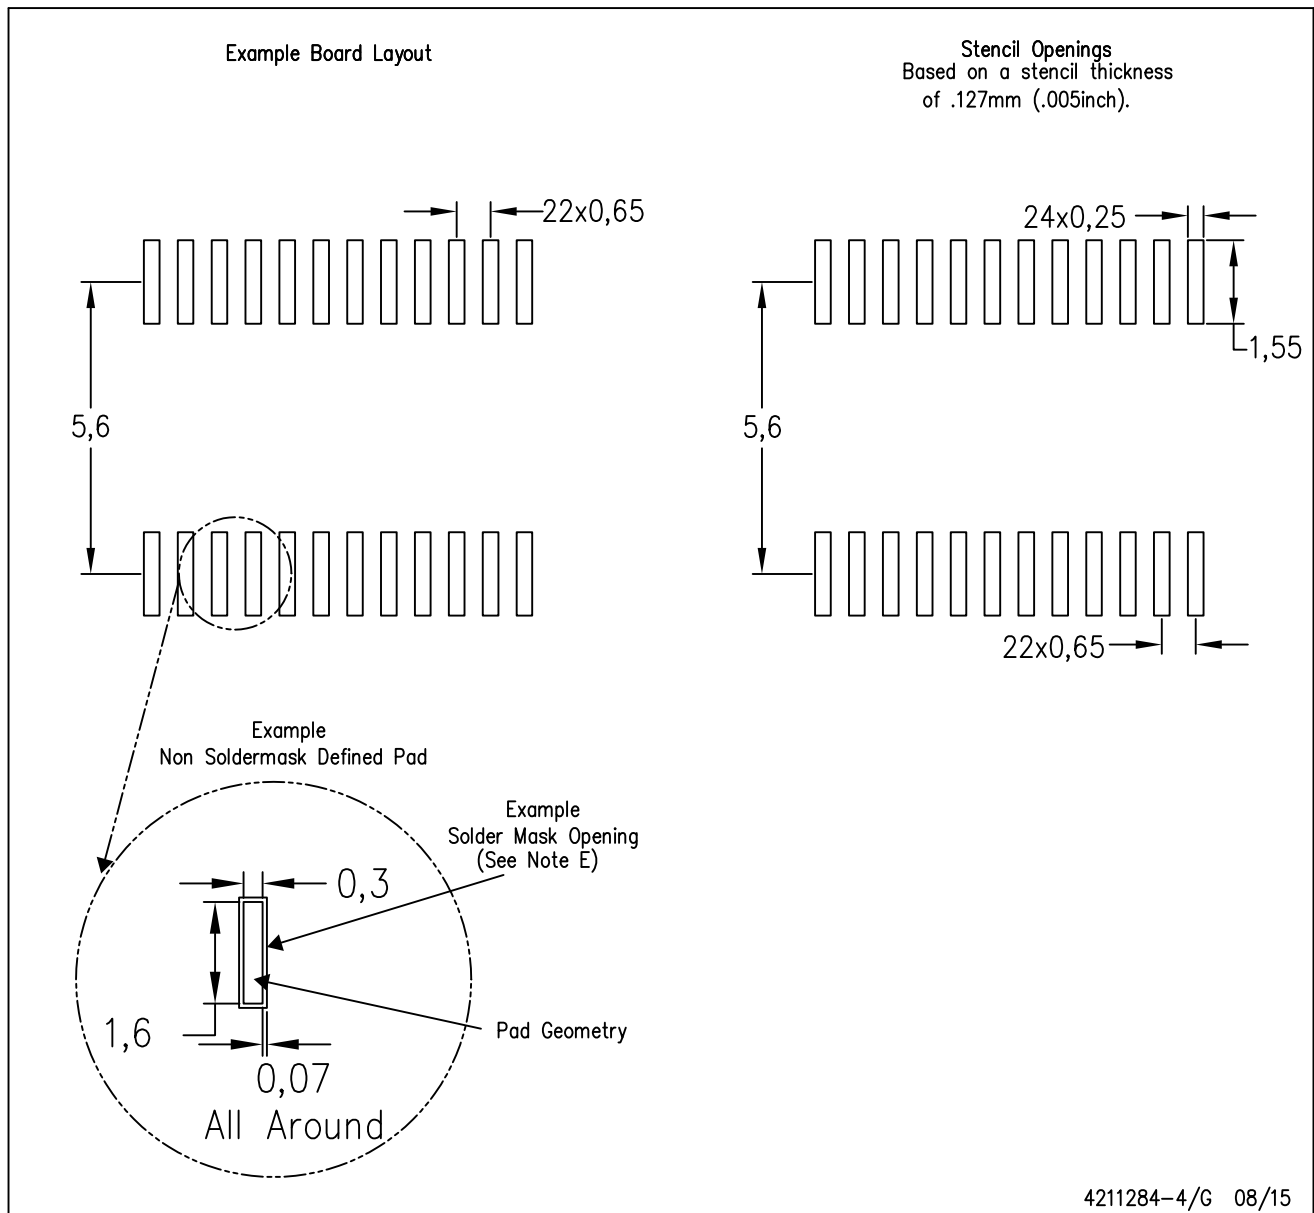 Example Board Layout
Stencil Openings
Based on a stencil thickness
of .127mm (.005inch).
22x0,65
24x0,25
1,55
5,6
5,6
22x0,65
Example
Non Soldermask Defined Pad
Example
Solder Mask Opening
(See Note E)
0,3
1,6
Pad Geometry
0,07
All Around
4211284-4/G 08/15